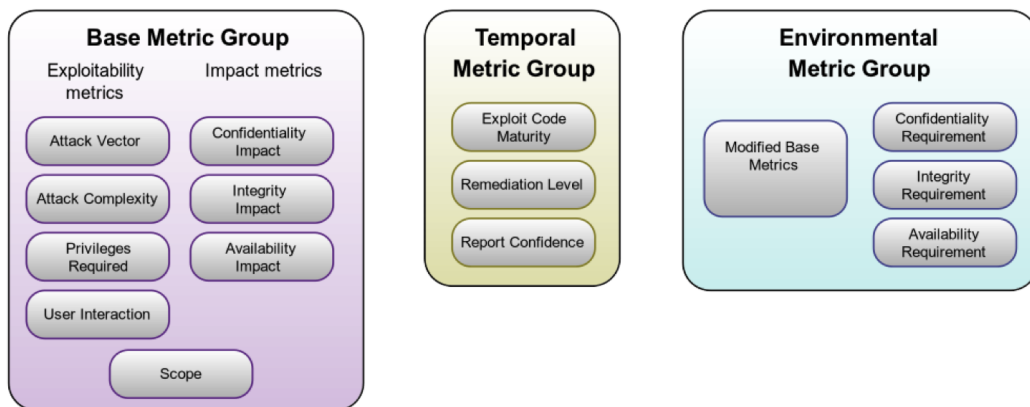 Base Metric Group
Exploitability
metrics
Impact metrics
Attack Vector
Confidentiality
Impact
Attack Complexity
Integrity
Impact
Privileges
Required
Availability
Impact
User Interaction
Scope
Temporal
Metric Group
Exploit Code
Maturity
Remediation Level
Report Confidence
Environmental
Metric Group
Modified Base
Metrics
Confidentiality
Requirement
Integrity
Requirement
Availability
Requirement